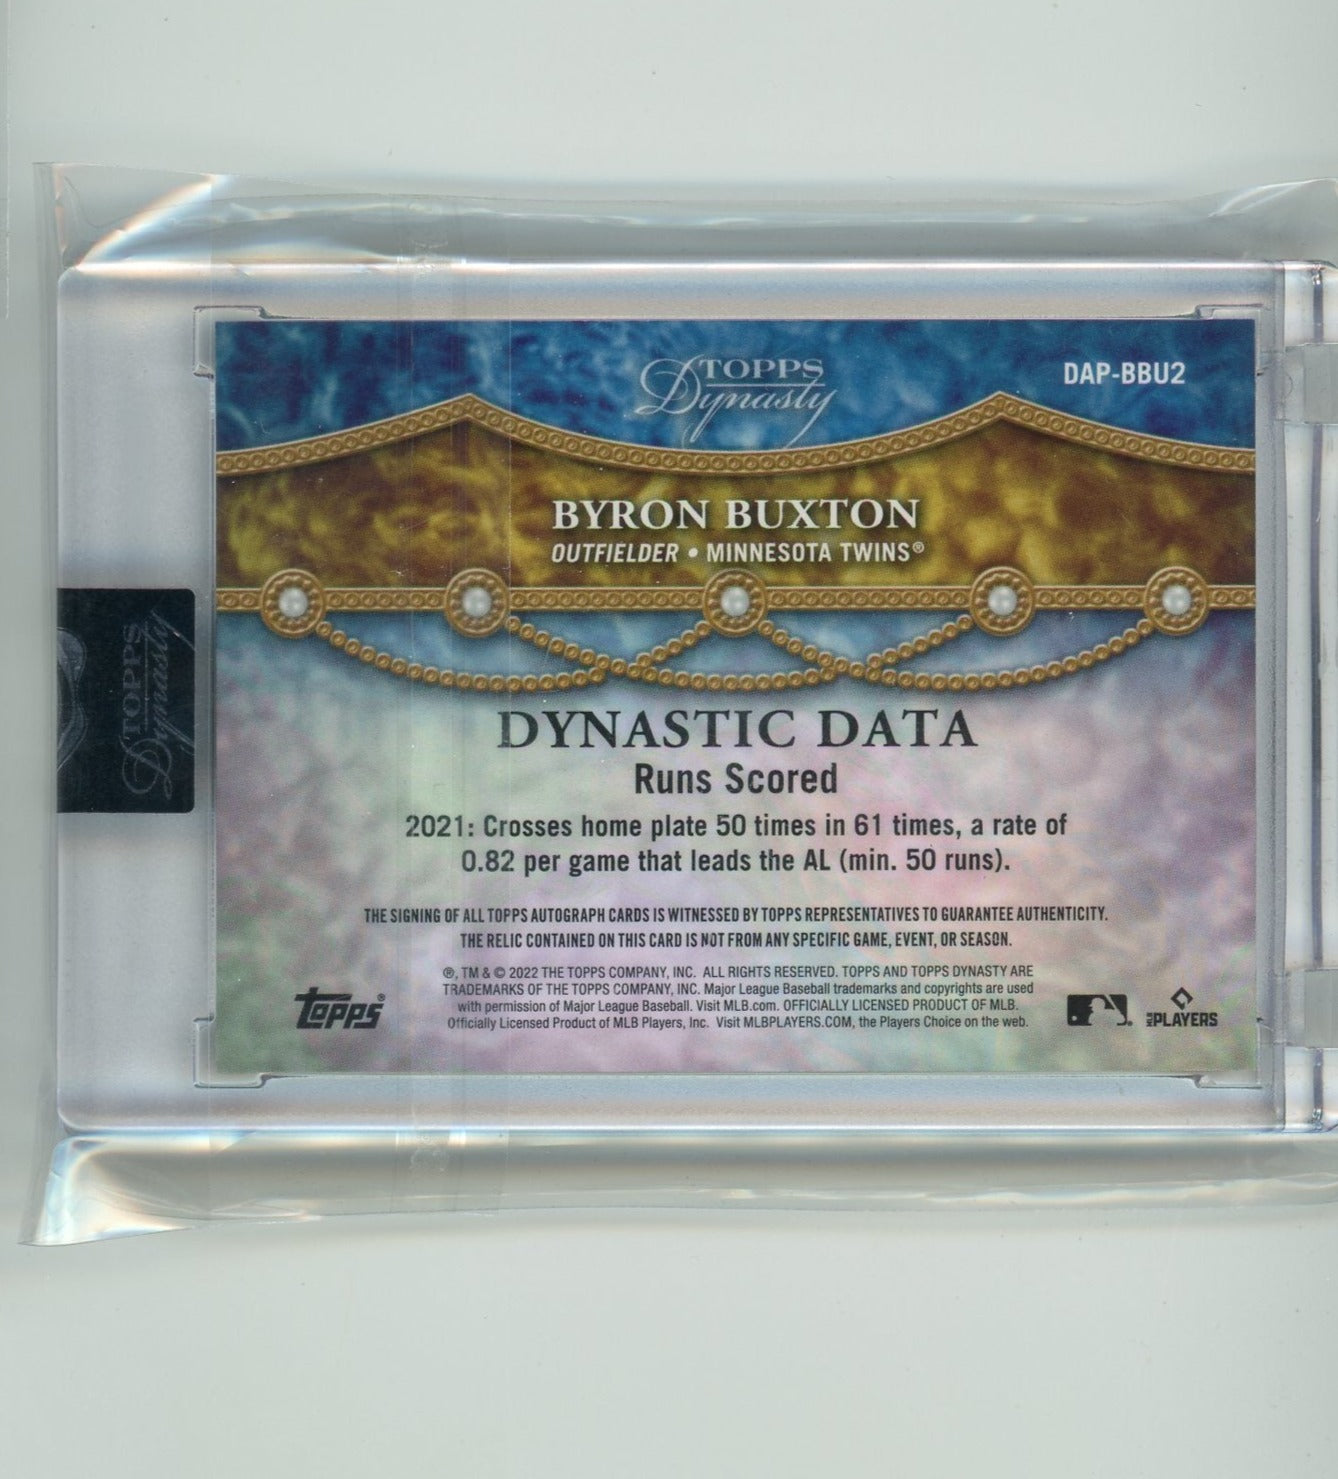 TOPPS
Dynasty
DAP-BBU2
BYRON BUXTON
OUTFIELDER • MINNESOTA TWINS®
TOPPS
Dynasty
DYNASTIC DATA
Runs Scored
2021: Crosses home plate 50 times in 61 times, a rate of
0.82 per game that leads the AL (min. 50 runs).
THE SIGNING OF ALL TOPPS AUTOGRAPH CARDS IS WITNESSED BY TOPPS REPRESENTATIVES TO GUARANTEE AUTHENTICITY.
THE RELIC CONTAINED ON THIS CARD IS NOT FROM ANY SPECIFIC GAME, EVENT, OR SEASON.
®, TM & © 2022 THE TOPPS COMPANY, INC. ALL RIGHTS RESERVED. TOPPS AND TOPPS DYNASTY ARE
TRADEMARKS OF THE TOPPS COMPANY, INC. Major League Baseball trademarks and copyrights are used
with permission of Major League Baseball. Visit MLB.com. OFFICIALLY LICENSED PRODUCT OF MLB.
Officially Licensed Product of MLB Players, Inc. Visit MLBPLAYERS.COM, the Players Choice on the web.
Topps®
MLB PLAYERS